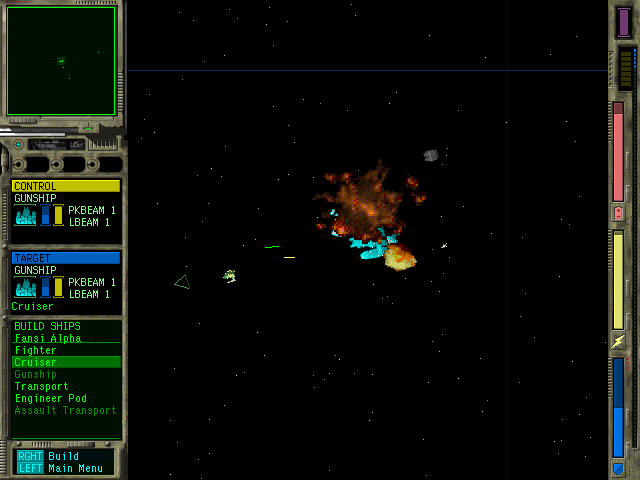 CONTROL
GUNSHIP
PKBEAM 1
LBEAM 1
TARGET
GUNSHIP
PKBEAM 1
LBEAM 1
Cruiser
BUILD SHIPS
Fansi Alpha
Fighter
Cruiser
Gunship
Transport
Engineer Pod
Assault Transport
RGHT Build
LEFT Main Menu